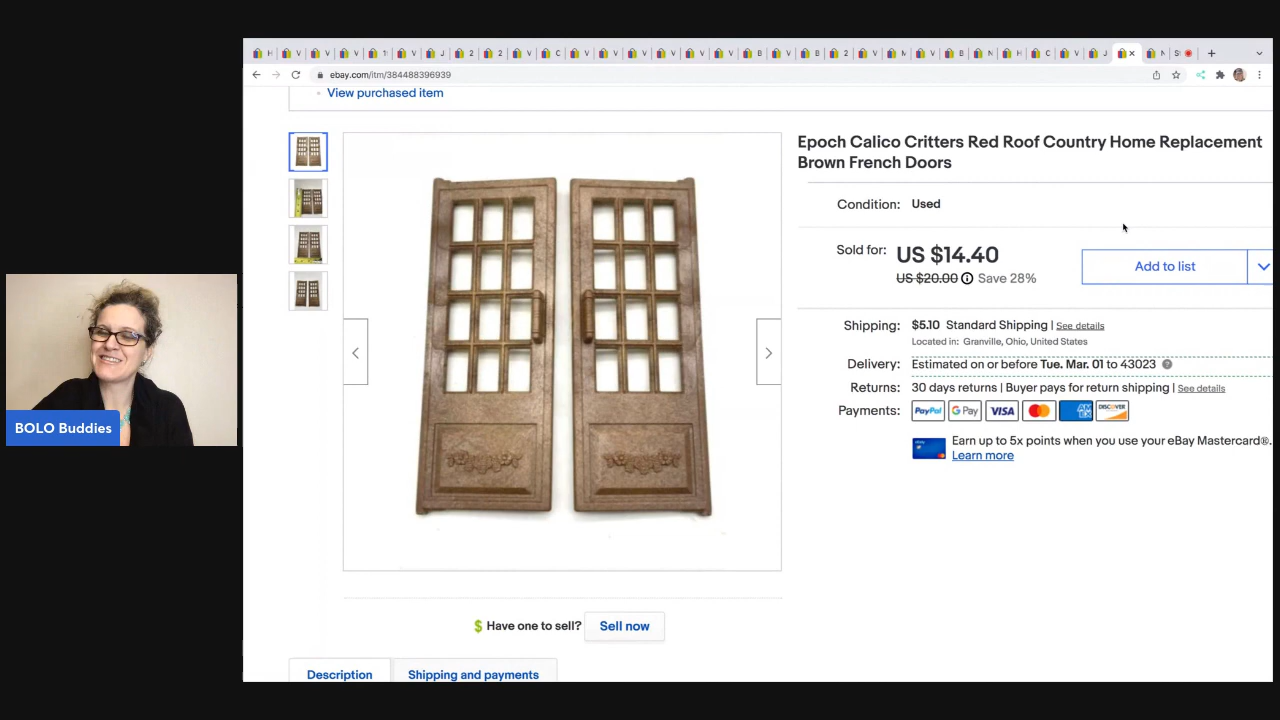 ebay.com/itm/384488396939
View purchased item
Epoch Calico Critters Red Roof Country Home Replacement
Brown French Doors
Condition: Used
Sold for: US $14.40
US $20.00 Save 28%
Add to list
Shipping: $5.10 Standard Shipping | See details
Located in: Granville, Ohio, United States
Delivery: Estimated on or before Tue. Mar. 01 to 43023
Returns: 30 days returns | Buyer pays for return shipping | See details
Payments: PayPal G Pay VISA DISCOVER
Earn up to 5x points when you use your eBay Mastercard®.
Learn more
BOLO Buddies
Have one to sell? Sell now
Description Shipping and payments